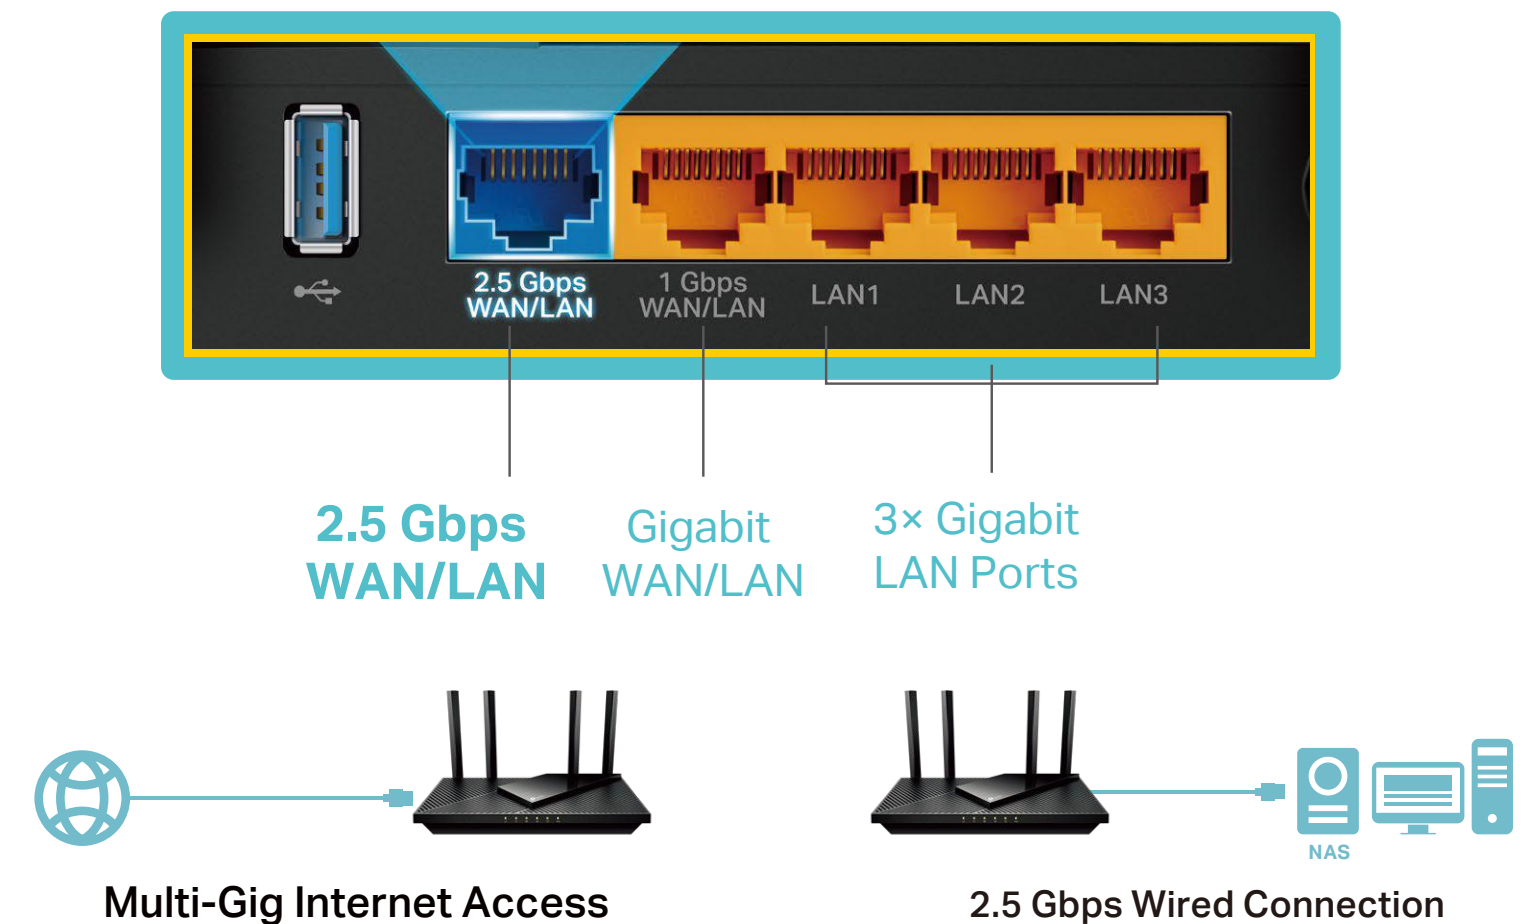 2.5 Gbps
WAN/LAN
1 Gbps
WAN/LAN
LAN1
LAN2
LAN3
2.5 Gbps
WAN/LAN
Gigabit
WAN/LAN
3× Gigabit
LAN Ports
NAS
Multi-Gig Internet Access
2.5 Gbps Wired Connection